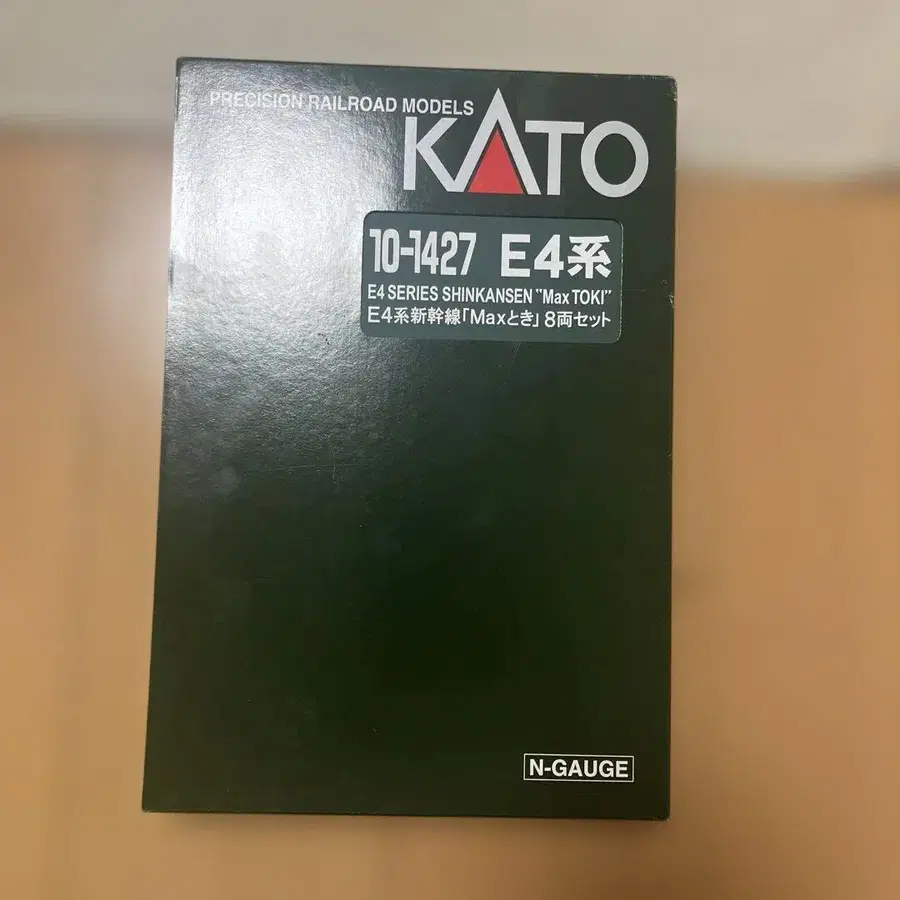 PRECISION RAILROAD MODELS
KATO
10-1427 E4系
E4 SERIES SHINKANSEN "Max TOKI"
E4系新幹線「Maxとき」8両セット
N-GAUGE